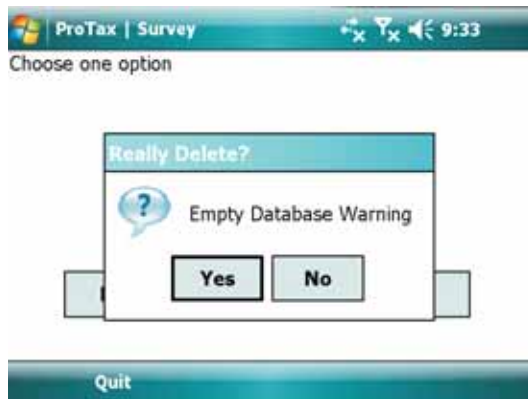 ProTax | Survey 9:33
Choose one option
Really Delete?
Empty Database Warning
Yes No
Quit